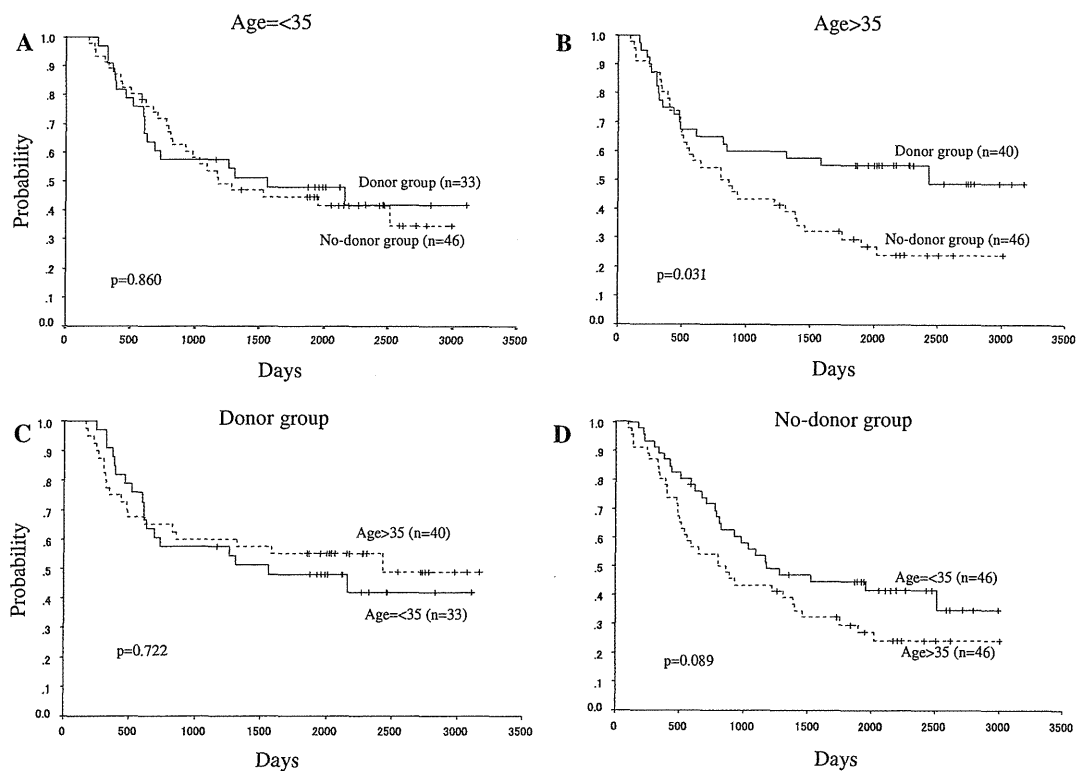 A
Age=<35
Probability
1.0
.9
.8
.7
.6
.5
.4
.3
.2
.1
0.0
Donor group (n=33)
No-donor group (n=46)
p=0.860
0 500 1000 1500 2000 2500 3000 3500
Days
B
Age>35
1.0
.9
.8
.7
.6
.5
.4
.3
.2
.1
0.0
Donor group (n=40)
No-donor group (n=46)
p=0.031
0 500 1000 1500 2000 2500 3000 3500
Days
C
Donor group
Probability
1.0
.9
.8
.7
.6
.5
.4
.3
.2
.1
0.0
Age>35 (n=40)
Age=<35 (n=33)
p=0.722
0 500 1000 1500 2000 2500 3000 3500
Days
D
No-donor group
1.0
.9
.8
.7
.6
.5
.4
.3
.2
.1
0.0
Age=<35 (n=46)
Age>35 (n=46)
p=0.089
0 500 1000 1500 2000 2500 3000 3500
Days